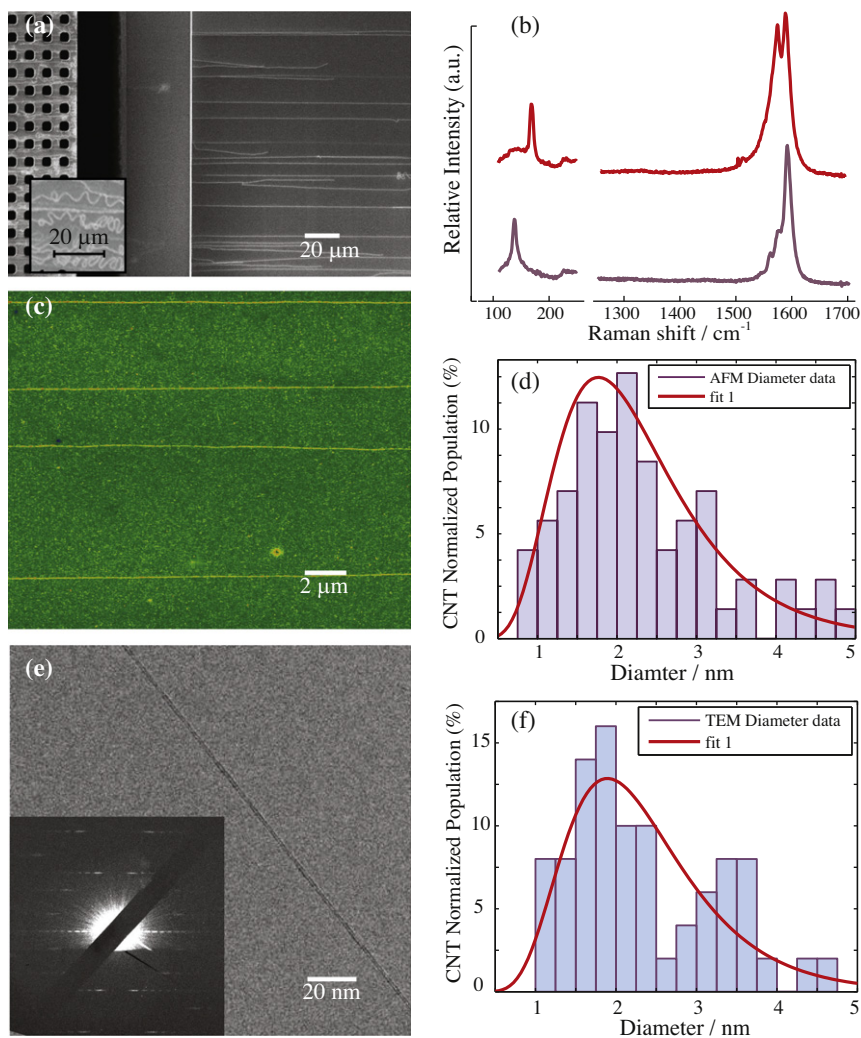 (a)
20 µm
20 µm
(b)
Relative Intensity (a.u.)
100 200 1300 1400 1500 1600 1700
Raman shift / cm-1
(c)
2 µm
(d)
AFM Diameter data
fit 1
CNT Normalized Population (%)
10
5
0
1 2 3 4 5
Diamter / nm
(e)
20 nm
(f)
TEM Diameter data
fit 1
CNT Normalized Population (%)
15
10
5
0
1 2 3 4 5
Diameter / nm